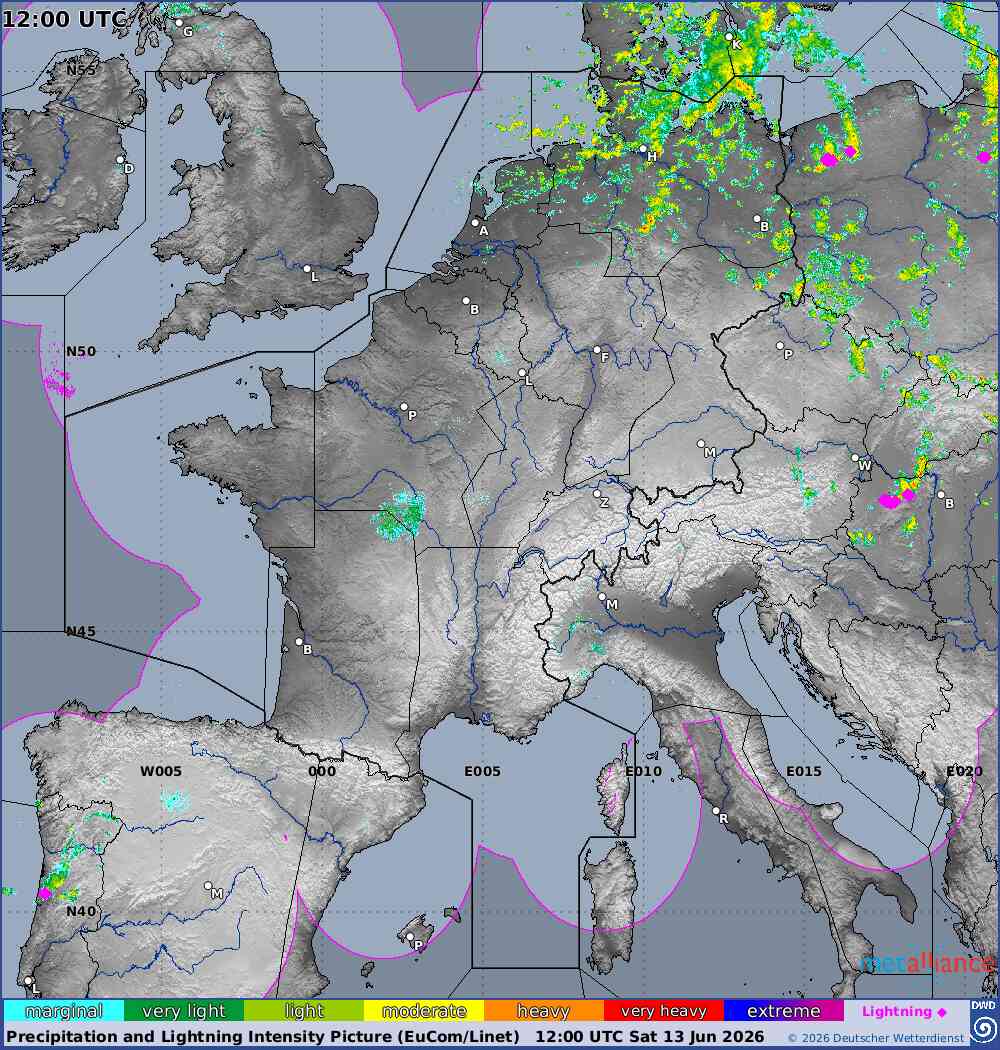 12:00 UTC
G
K
N55
D
H
A
B
L
B
N50
F
P
L
P
M
W
Z
B
M
N45
B
W005
000
E005
E010
E015
E020
R
M
N40
P
L
metalliance
marginal
very light
light
moderate
heavy
very heavy
extreme
Lightning
DWD
Precipitation and Lightning Intensity Picture (EuCom/Linet) 12:00 UTC Sat 13 Jun 2026
© 2026 Deutscher Wetterdienst